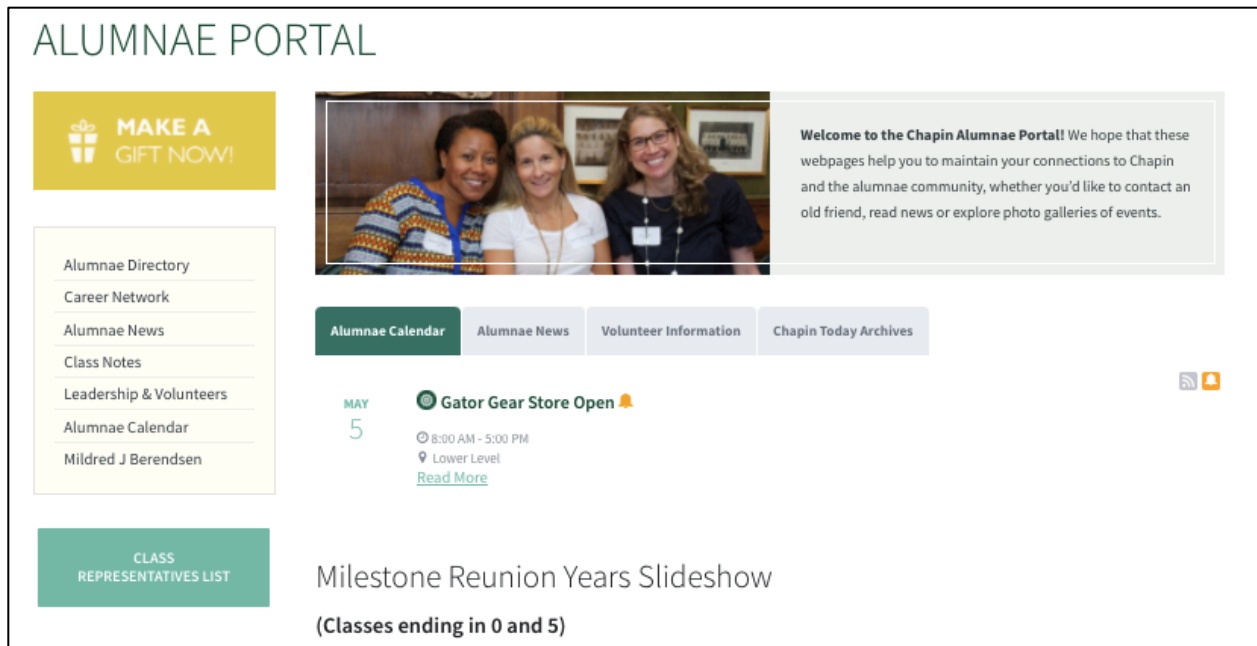 ALUMNAE PORTAL
MAKE A
GIFT NOW!
Alumnae Directory
Career Network
Alumnae News
Class Notes
Leadership & Volunteers
Alumnae Calendar
Mildred J Berendsen
CLASS
REPRESENTATIVES LIST
Welcome to the Chapin Alumnae Portal! We hope that these
webpages help you to maintain your connections to Chapin
and the alumnae community, whether you'd like to contact an
old friend, read news or explore photo galleries of events.
Alumnae Calendar
Alumnae News
Volunteer Information
Chapin Today Archives
MAY
5
Gator Gear Store Open
8:00 AM - 5:00 PM
Lower Level
Read More
Milestone Reunion Years Slideshow
(Classes ending in 0 and 5)